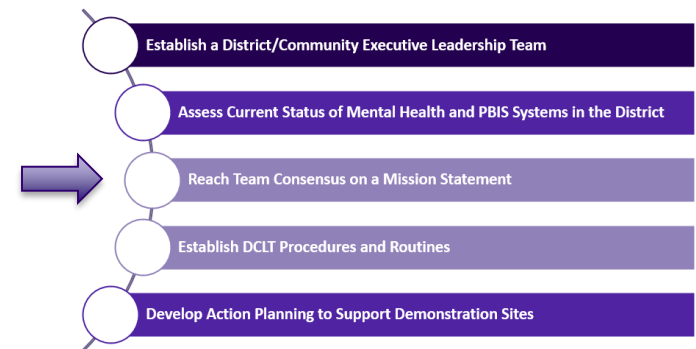 Establish a District/Community Executive Leadership Team
Assess Current Status of Mental Health and PBIS Systems in the District
Reach Team Consensus on a Mission Statement
Establish DCLT Procedures and Routines
Develop Action Planning to Support Demonstration Sites